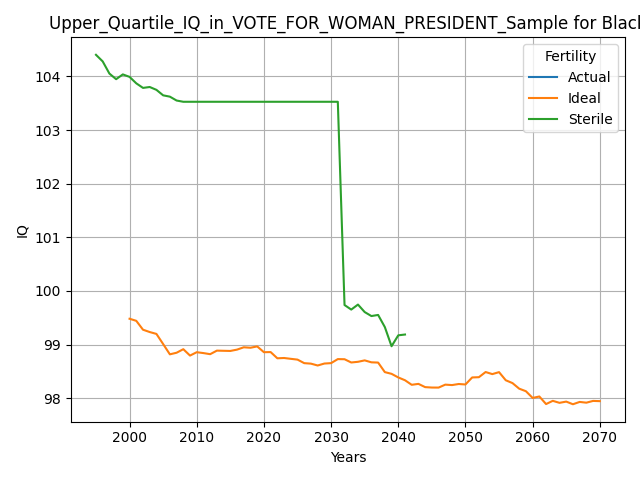 Upper_Quartile_IQ_in_VOTE_FOR_WOMAN_PRESIDENT_Sample for Black
Fertility
Actual
Ideal
Sterile
104
103
102
101
100
99
98
IQ
2000 2010 2020 2030 2040 2050 2060 2070
Years